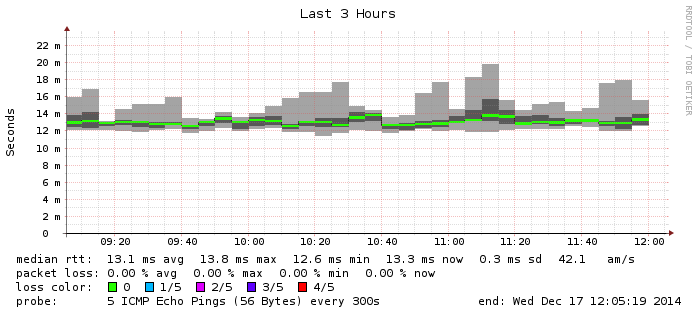 Last 3 Hours
RRDTOOL / TOBI OETIKER
Seconds
22 m
20 m
18 m
16 m
14 m
12 m
10 m
8 m
6 m
4 m
2 m
0
09:20 09:40 10:00 10:20 10:40 11:00 11:20 11:40 12:00
median rtt: 13.1 ms avg 13.8 ms max 12.6 ms min 13.3 ms now 0.3 ms sd 42.1 am/s
packet loss: 0.00 % avg 0.00 % max 0.00 % min 0.00 % now
loss color: 0 1/5 2/5 3/5 4/5
probe: 5 ICMP Echo Pings (56 Bytes) every 300s end: Wed Dec 17 12:05:19 2014